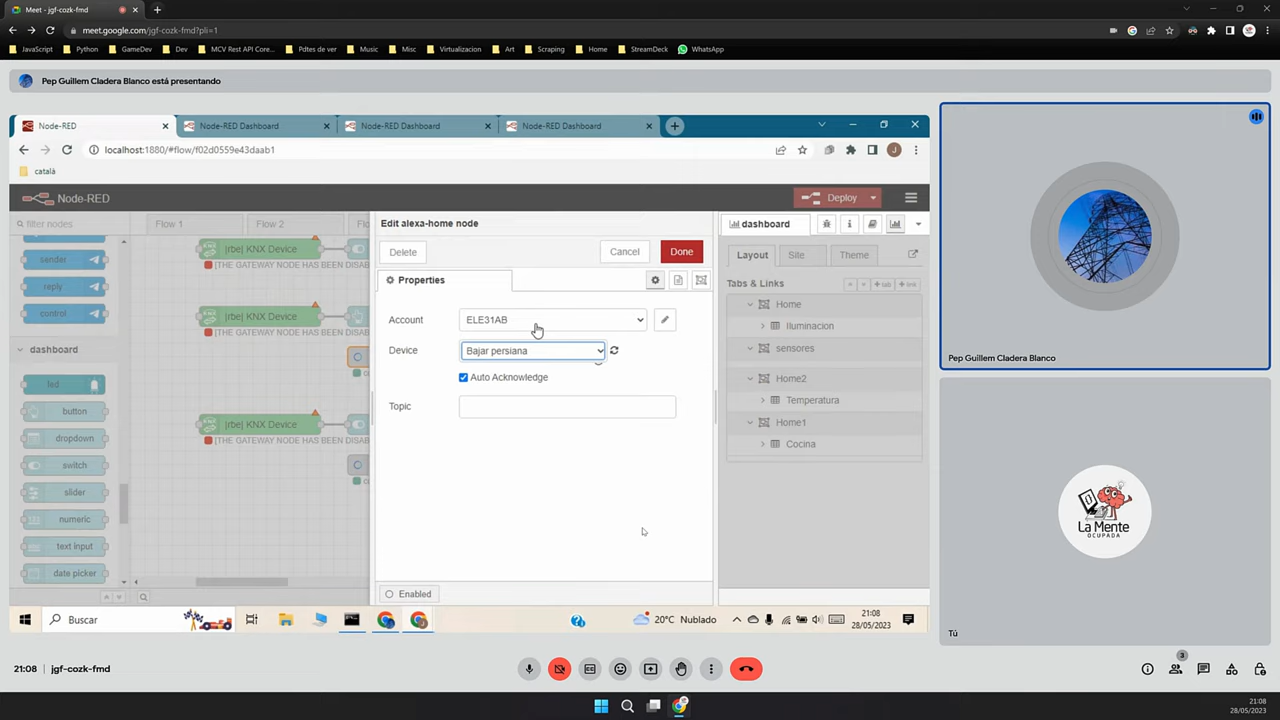 Meet - jgf-cozk-fmd
meet.google.com/jgf-cozk-fmd?pli=1
JavaScript
Python
GameDev
Dev
MCV Rest API Core...
Pdtes de ver
Music
Misc
Virtualizacion
Art
Scraping
Home
StreamDeck
WhatsApp
Pep Guillem Cladera Blanco está presentando
Node-RED
Node-RED Dashboard
Node-RED Dashboard
Node-RED Dashboard
localhost:1880/#flow/f02d0559e43daab1
J
català
Node-RED
Deploy
filter nodes
Flow 1
Flow 2
Edit alexa-home node
dashboard
Delete
Cancel
Done
Layout
Site
Theme
Properties
Tabs & Links
tab
link
sender
reply
control
dashboard
led
button
dropdown
switch
slider
numeric
text input
date picker
|rbe| KNX Device
[THE GATEWAY NODE HAS BEEN DISAB
|rbe| KNX Device
[THE GATEWAY NODE HAS BEEN DISAB
|rbe| KNX Device
[THE GATEWAY NODE HAS BEEN DISAB
Account
ELE31AB
Device
Bajar persiana
Auto Acknowledge
Topic
Enabled
Home
Iluminacion
sensores
Home2
Temperatura
Home1
Cocina
Buscar
20°C Nublado
21:08
28/05/2023
Pep Guillem Cladera Blanco
La Mente
OCUPADA
Tú
21:08
jgf-cozk-fmd
3
21:08
28/05/2023